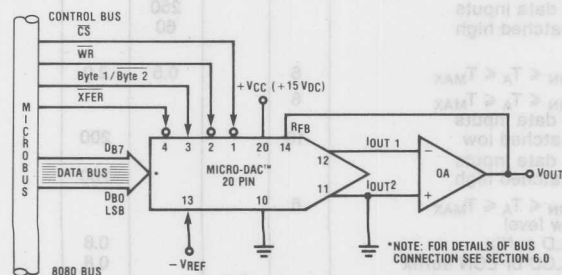 CONTROL BUS
CS
WR
Byte 1/Byte 2
XFER
MICROBUS
DB7
DATA BUS
DB0
LSB
8080 BUS
+VCC (+15 VDC)
RFB
4 3 2 1 20 14
MICRO-DAC™
20 PIN
12
11
13
10
-VREF
IOUT 1
IOUT2
-
OA
+
VOUT
*
*NOTE: FOR DETAILS OF BUS
CONNECTION SEE SECTION 6.0